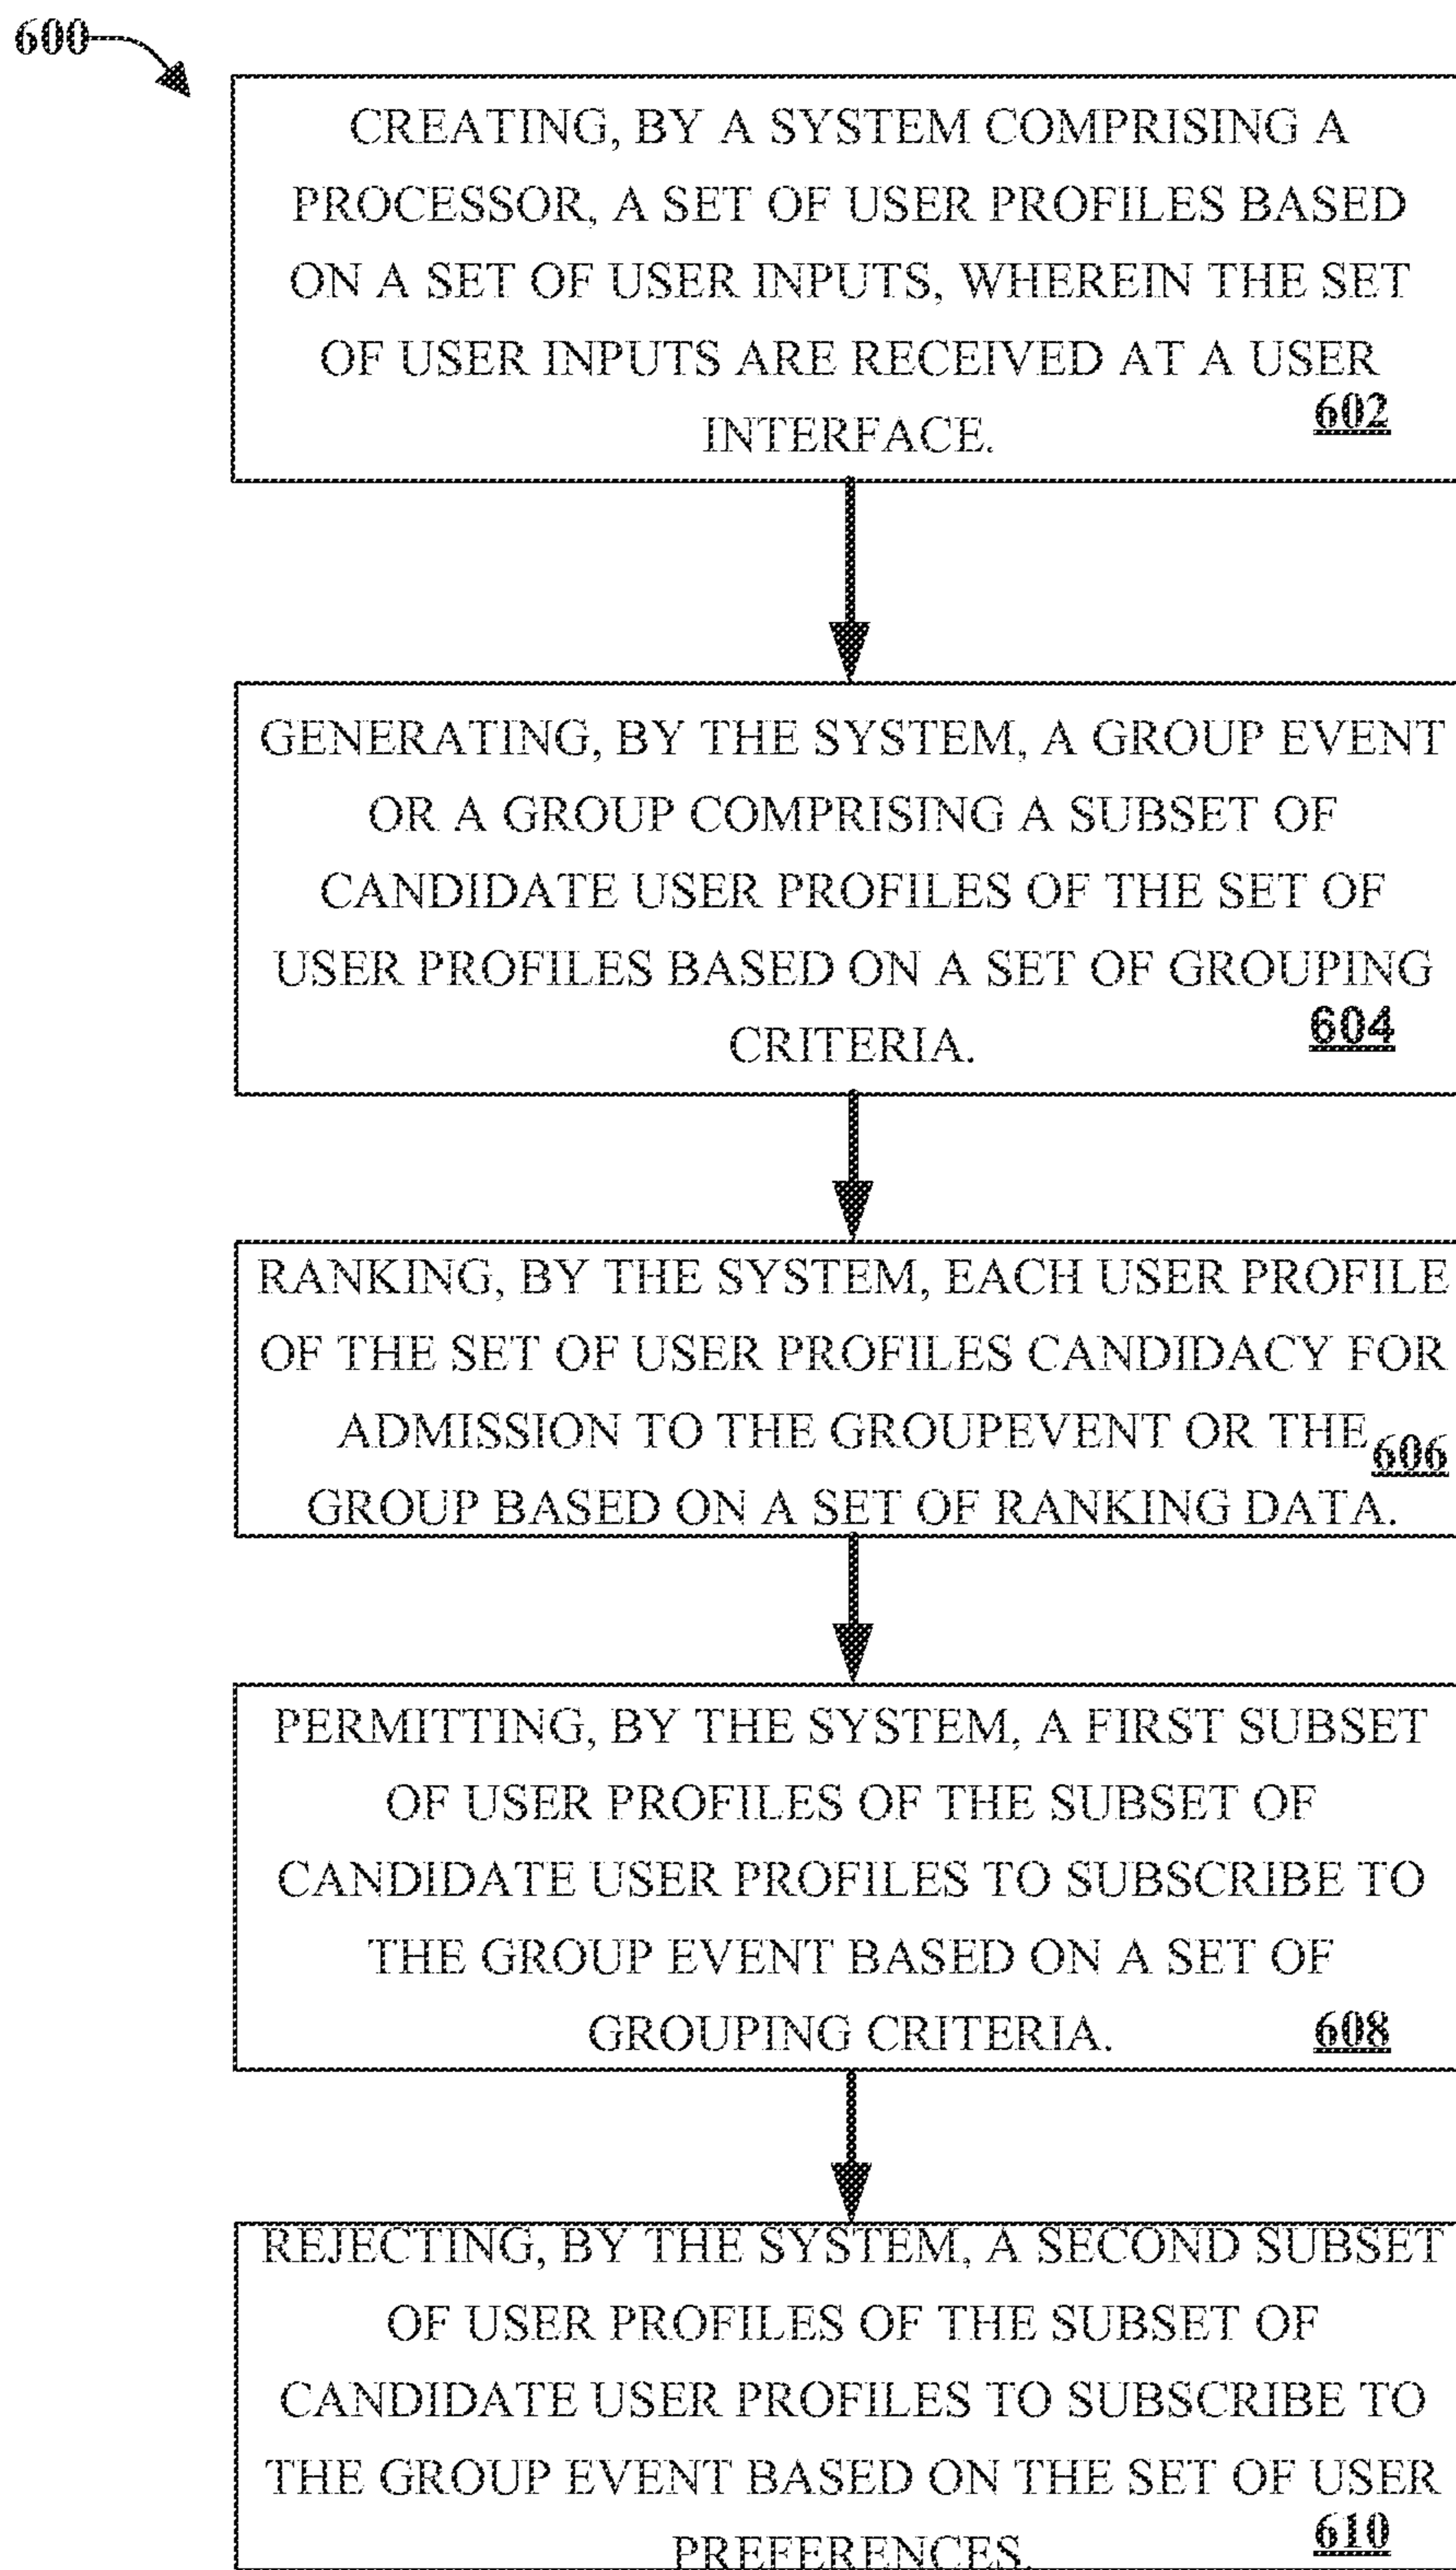 600
CREATING, BY A SYSTEM COMPRISING A
PROCESSOR, A SET OF USER PROFILES BASED
ON A SET OF USER INPUTS, WHEREIN THE SET
OF USER INPUTS ARE RECEIVED AT A USER
INTERFACE.
602
GENERATING, BY THE SYSTEM, A GROUP EVENT
OR A GROUP COMPRISING A SUBSET OF
CANDIDATE USER PROFILES OF THE SET OF
USER PROFILES BASED ON A SET OF GROUPING
CRITERIA.
604
RANKING, BY THE SYSTEM, EACH USER PROFILE
OF THE SET OF USER PROFILES CANDIDACY FOR
ADMISSION TO THE GROUPEVENT OR THE
606
GROUP BASED ON A SET OF RANKING DATA.
PERMITTING, BY THE SYSTEM, A FIRST SUBSET
OF USER PROFILES OF THE SUBSET OF
CANDIDATE USER PROFILES TO SUBSCRIBE TO
THE GROUP EVENT BASED ON A SET OF
GROUPING CRITERIA.
608
REJECTING, BY THE SYSTEM, A SECOND SUBSET
OF USER PROFILES OF THE SUBSET OF
CANDIDATE USER PROFILES TO SUBSCRIBE TO
THE GROUP EVENT BASED ON THE SET OF USER
PREFERENCES.
610